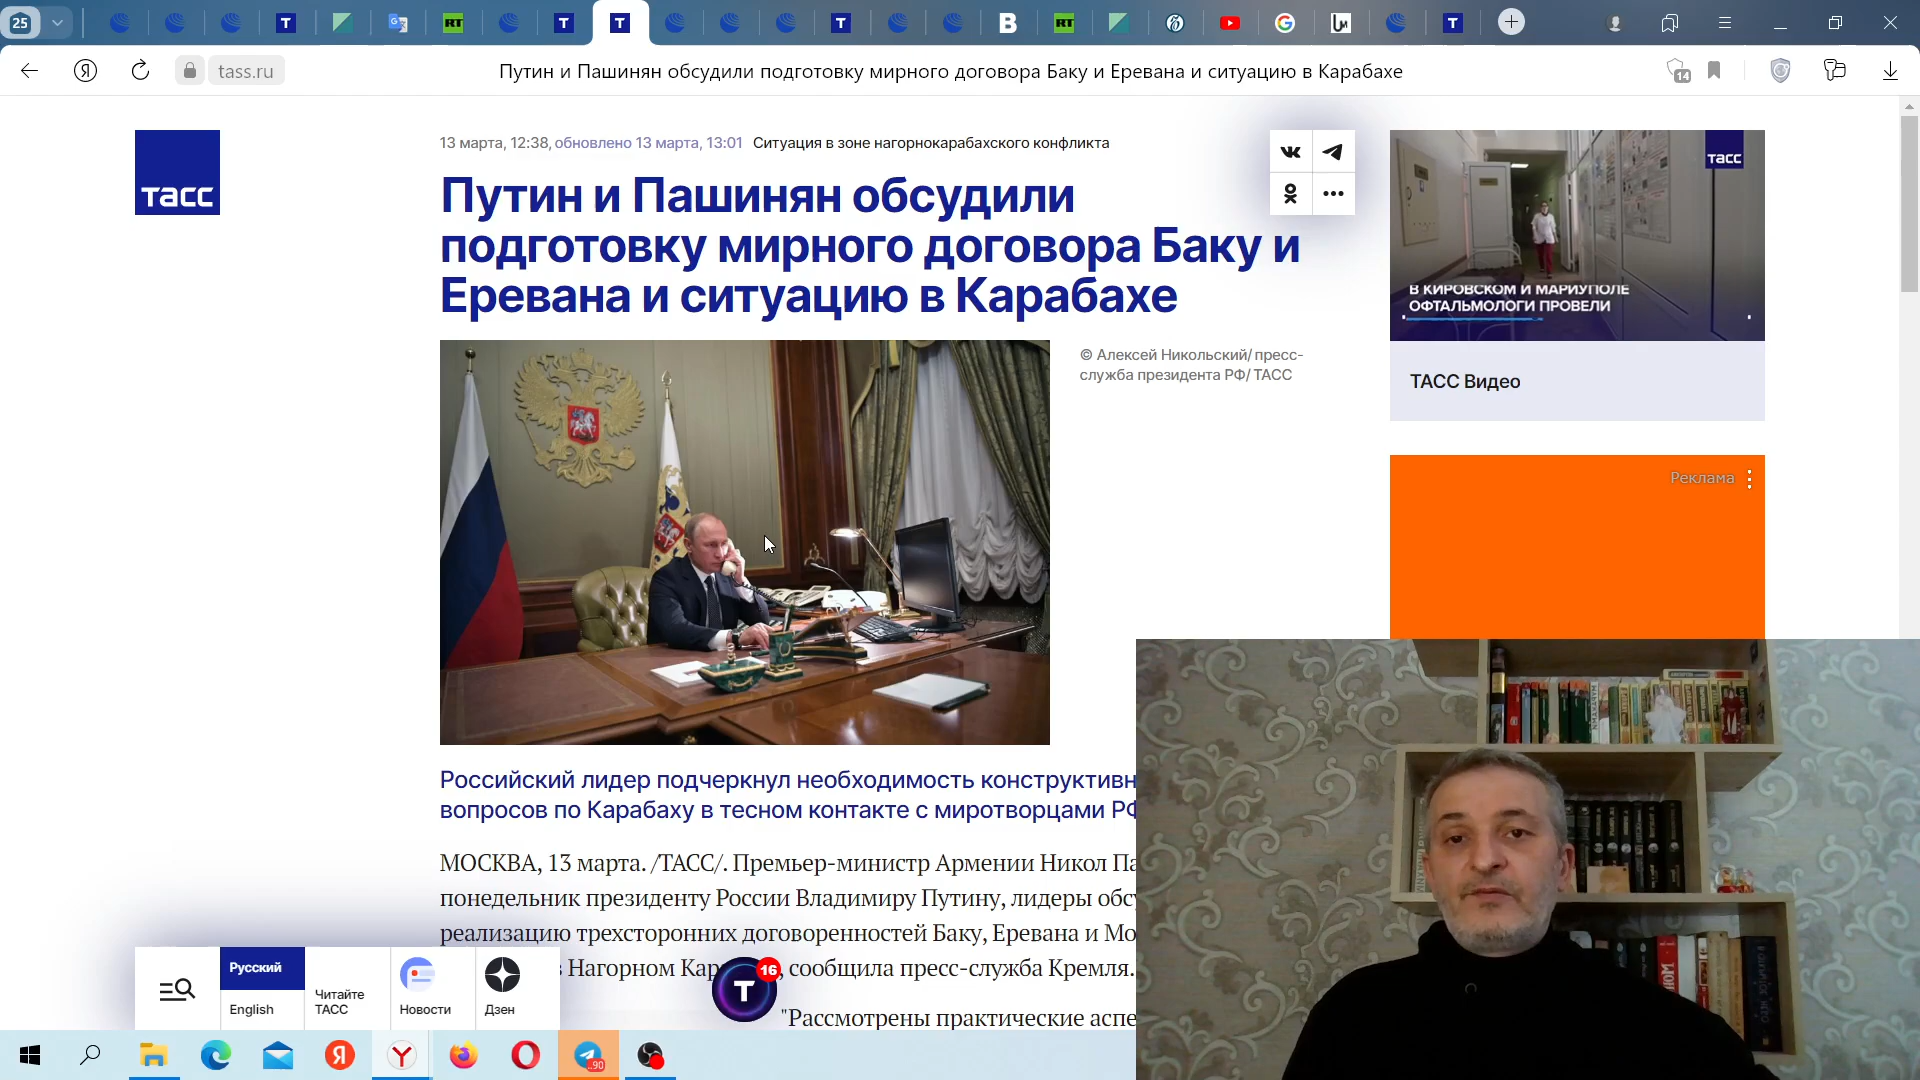 25
T
RT
T
T
T
B
RT
T
tass.ru
Путин и Пашинян обсудили подготовку мирного договора Баку и Еревана и ситуацию в Карабахе
14
тасс
13 марта, 12:38, обновлено 13 марта, 13:01 Ситуация в зоне нагорнокарабахского конфликта
Путин и Пашинян обсудили
подготовку мирного договора Баку и
Еревана и ситуацию в Карабахе
© Алексей Никольский/ пресс-
служба президента РФ/ ТАСС
тасс
В КИРОВСКОМ И МАРИУПОЛЕ
ОФТАЛЬМОЛОГИ ПРОВЕЛИ
ТАСС Видео
Реклама
Российский лидер подчеркнул необходимость конструктивн
вопросов по Карабаху в тесном контакте с миротворцами РФ
МОСКВА, 13 марта. /ТАСС/. Премьер-министр Армении Никол Па
понедельник президенту России Владимиру Путину, лидеры обсу
реализацию трехсторонних договоренностей Баку, Еревана и Мо
в Нагорном Кар , сообщила пресс-служба Кремля.
"Рассмотрены практические аспе
Русский
English
Читайте
ТАСС
Новости
Дзен
T
16
Я
Y
..90